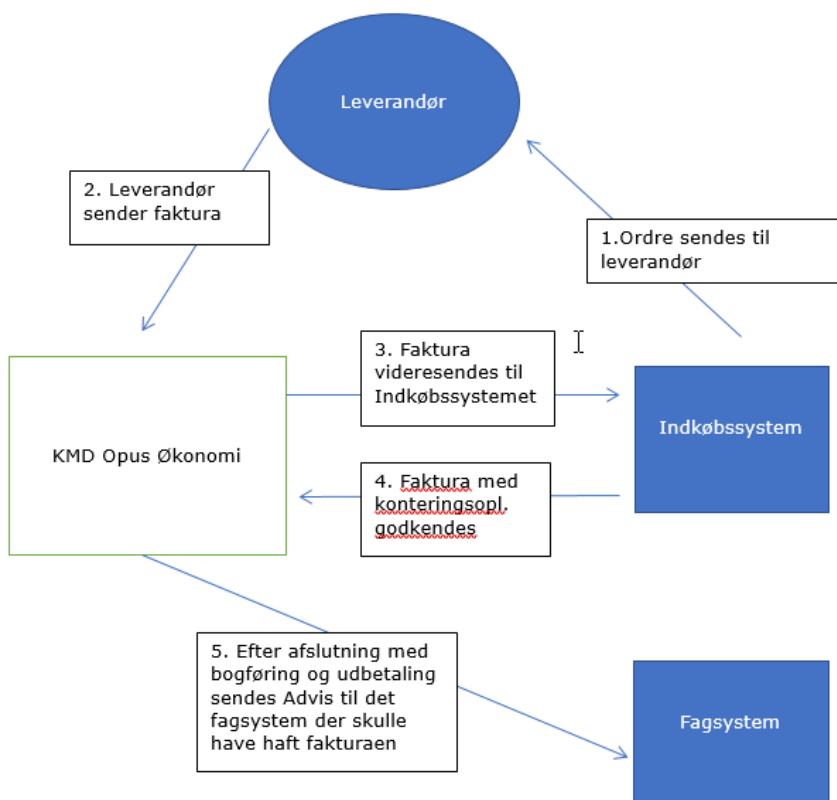 Leverandør
2. Leverandør
sender faktura
1.Ordre sendes til
leverandør
3. Faktura
videresendes til
Indkøbssystemet
KMD Opus Økonomi
Indkøbssystem
4. Faktura med
konteringsopl.
godkendes
5. Efter afslutning med
bogføring og udbetaling
sendes Advis til det
fagsystem der skulle
have haft fakturaen
Fagsystem